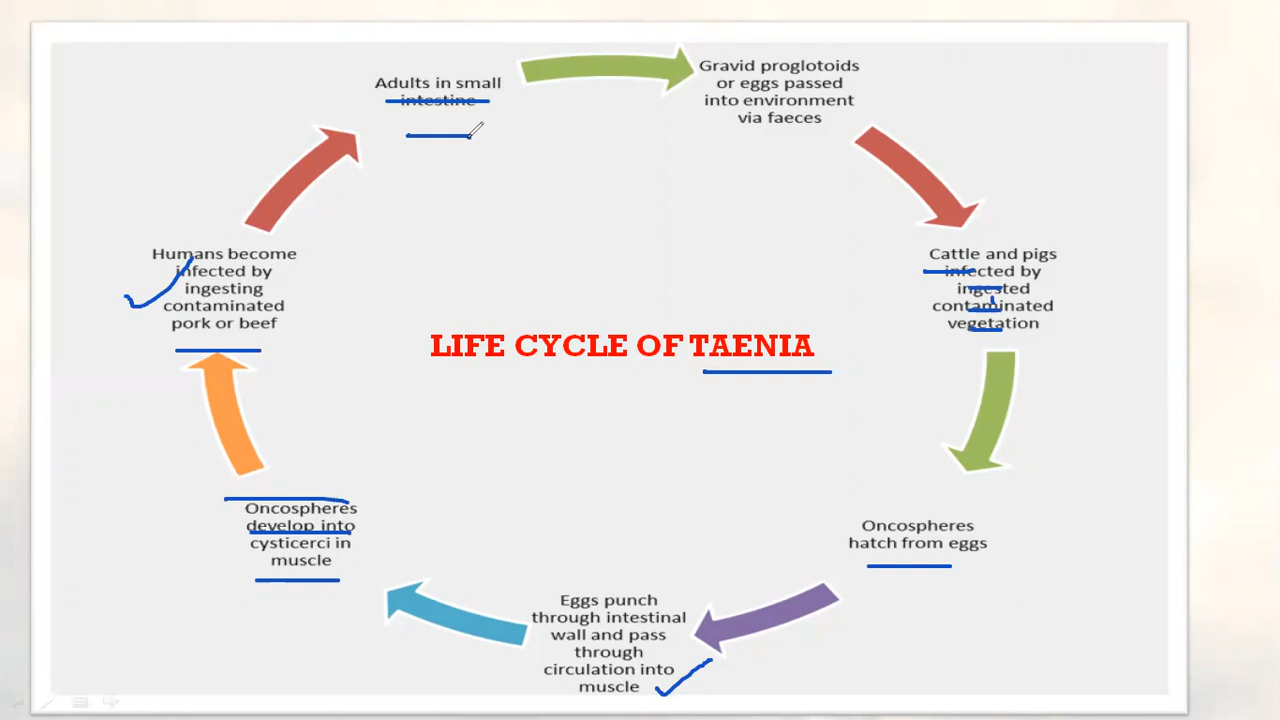 Adults in small
intestine
Gravid proglotoids
or eggs passed
into environment
via faeces
Cattle and pigs
infected by
ingested
contaminated
vegetation
Oncospheres
hatch from eggs
Eggs punch
through intestinal
wall and pass
through
circulation into
muscle
Oncospheres
develop into
cysticerci in
muscle
Humans become
infected by
ingesting
contaminated
pork or beef
LIFE CYCLE OF TAENIA